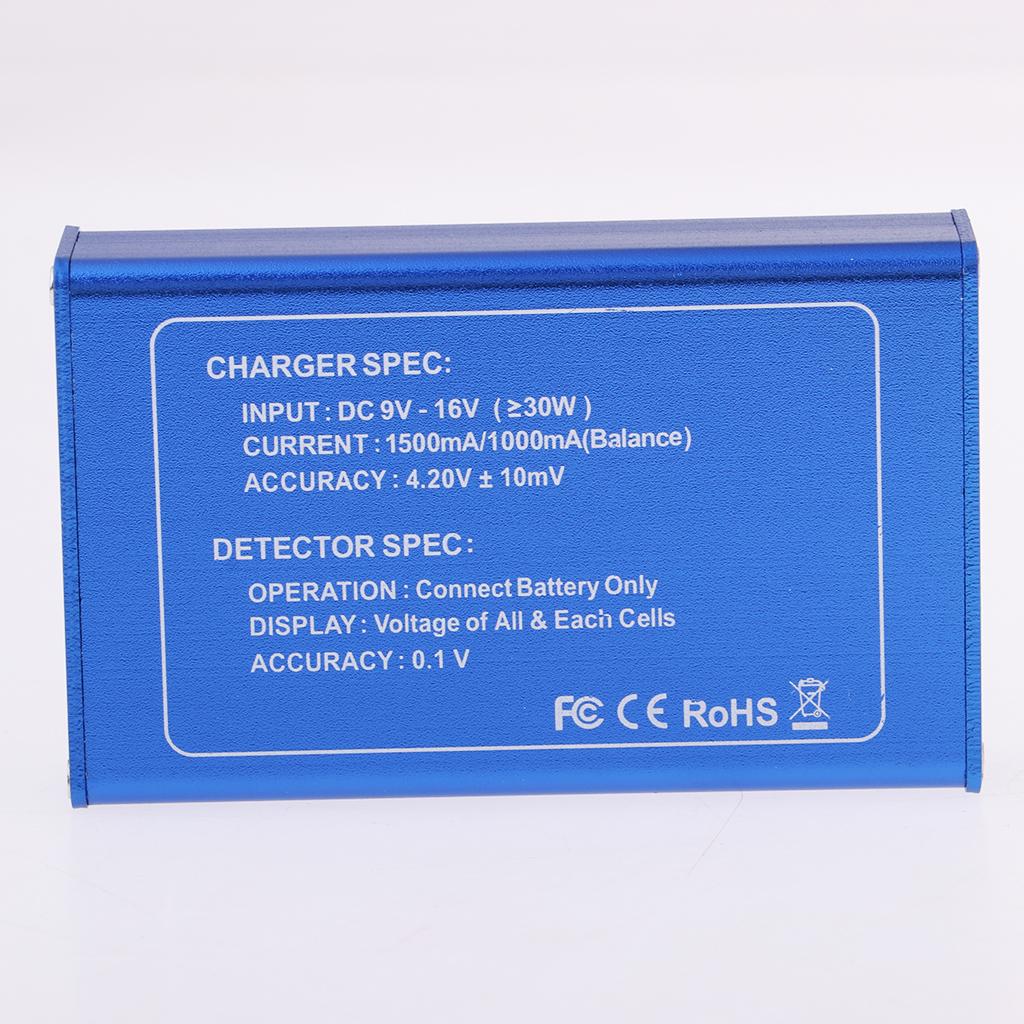 CHARGER SPEC:
INPUT : DC 9V - 16V ( ≥30W )
CURRENT : 1500mA/1000mA(Balance)
ACCURACY : 4.20V ± 10mV
DETECTOR SPEC:
OPERATION : Connect Battery Only
DISPLAY : Voltage of All & Each Cells
ACCURACY : 0.1 V
FC CE RoHS